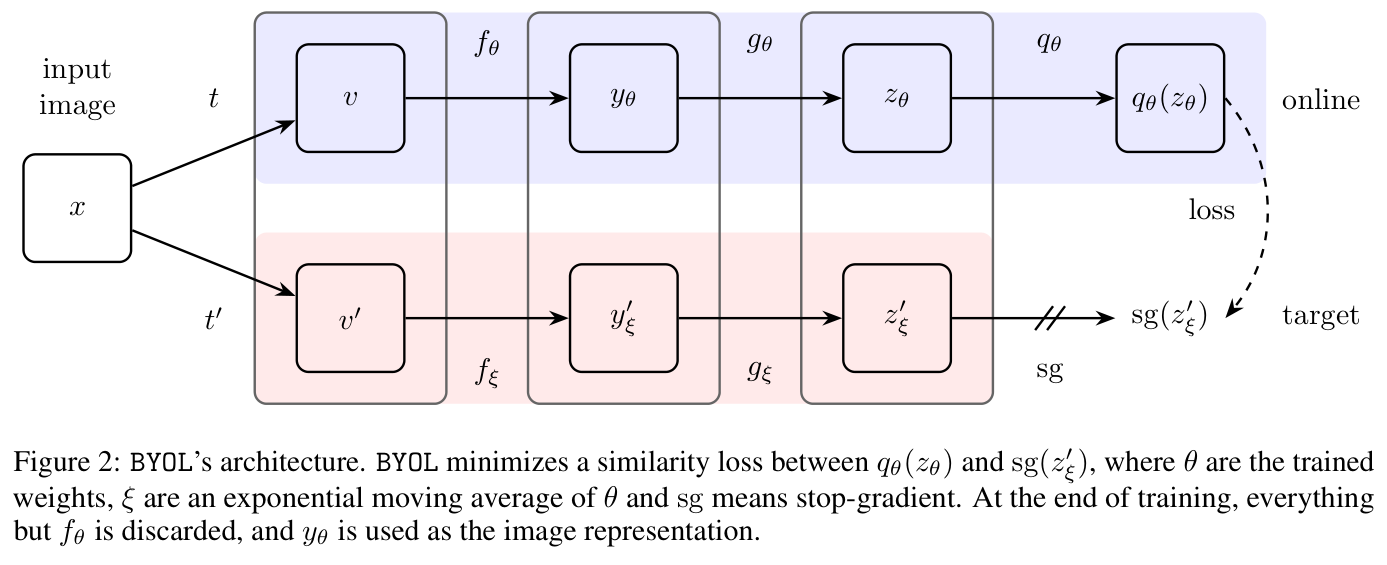 input
image
x
t
t′
v
f_θ
y_θ
g_θ
z_θ
q_θ
q_θ(z_θ)
online
loss
v′
f_ξ
y′_ξ
g_ξ
z′_ξ
sg
sg(z′_ξ)
target
Figure 2: BYOL's architecture. BYOL minimizes a similarity loss between q_θ(z_θ) and sg(z′_ξ), where θ are the trained
weights, ξ are an exponential moving average of θ and sg means stop-gradient. At the end of training, everything
but f_θ is discarded, and y_θ is used as the image representation.